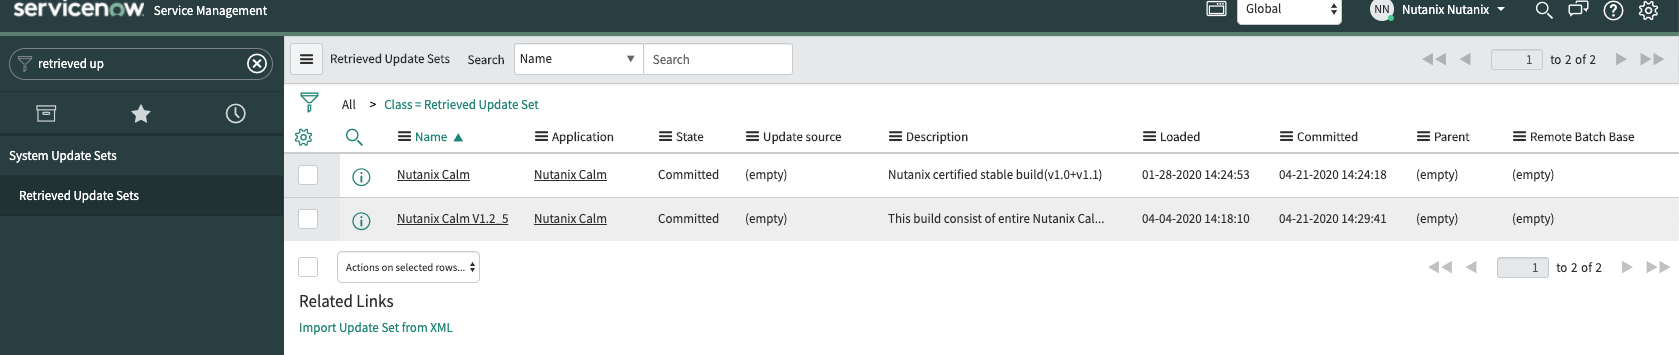 servicenow Service Management Global NN Nutanix Nutanix
retrieved up
Retrieved Update Sets Search Name Search 1 to 2 of 2
All > Class = Retrieved Update Set
Name Application State Update source Description Loaded Committed Parent Remote Batch Base
System Update Sets
Nutanix Calm Nutanix Calm Committed (empty) Nutanix certified stable build(v1.0+v1.1) 01-28-2020 14:24:53 04-21-2020 14:24:18 (empty) (empty)
Retrieved Update Sets
Nutanix Calm V1.2_5 Nutanix Calm Committed (empty) This build consist of entire Nutanix Cal... 04-04-2020 14:18:10 04-21-2020 14:29:41 (empty) (empty)
Actions on selected rows... 1 to 2 of 2
Related Links
Import Update Set from XML